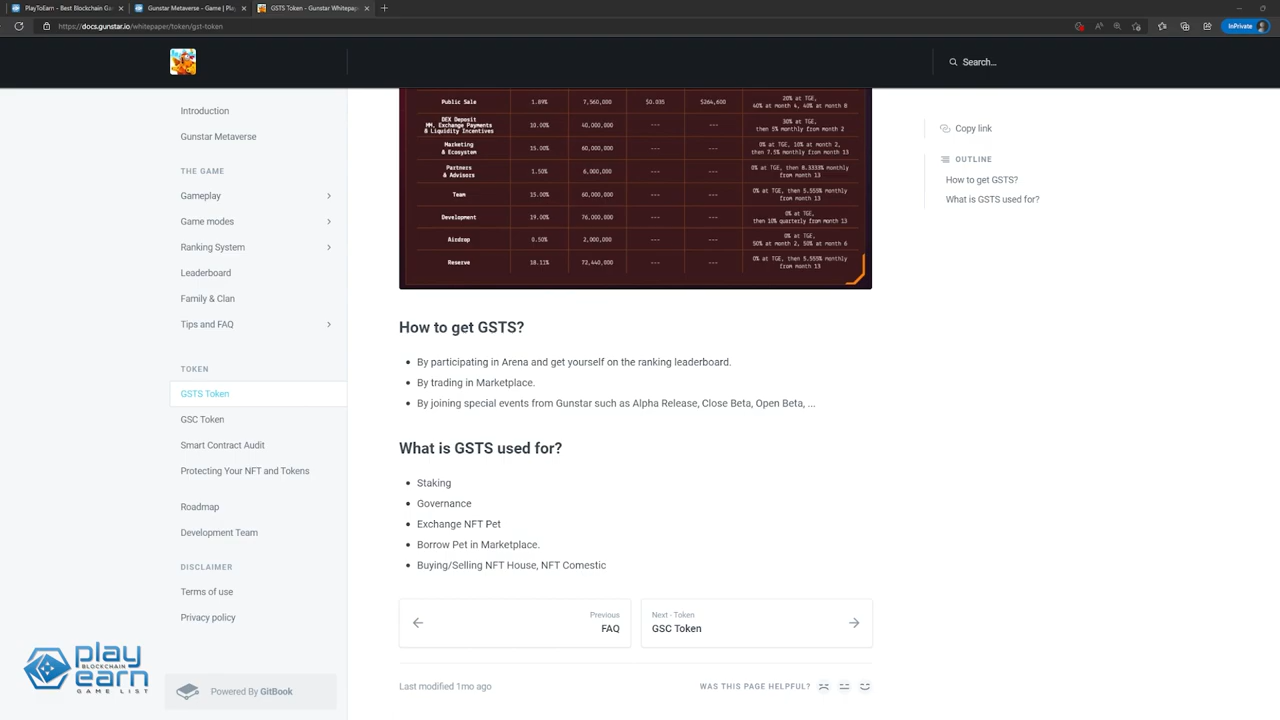 PlayToEarn - Best Blockchain Ga
Gunstar Metaverse - Game | Play
GSTS Token - Gunstar Whitepape
https://docs.gunstar.io/whitepaper/token/gst-token
InPrivate
Search...
Introduction
Gunstar Metaverse
THE GAME
Gameplay
Game modes
Ranking System
Leaderboard
Family & Clan
Tips and FAQ
TOKEN
GSTS Token
GSC Token
Smart Contract Audit
Protecting Your NFT and Tokens
Roadmap
Development Team
DISCLAIMER
Terms of use
Privacy policy
Powered By GitBook
play
BLOCKCHAIN
earn
GAME LIST
Public Sale 1.89% 7,560,000 $0.035 $264,600 20% at TGE,
40% at month 4, 40% at month 8
DEX Deposit
MM, Exchange Payments
& Liquidity Incentives 10.00% 40,000,000 --- --- 30% at TGE,
then 5% monthly from month 2
Marketing
& Ecosystem 15.00% 60,000,000 --- --- 0% at TGE, 10% at month 2,
then 7.5% monthly from month 13
Partners
& Advisors 1.50% 6,000,000 --- --- 0% at TGE, then 8.3333% monthly
from month 13
Team 15.00% 60,000,000 --- --- 0% at TGE, then 5.555% monthly
from month 13
Development 19.00% 76,000,000 --- --- 0% at TGE,
then 10% quarterly from month 13
Airdrop 0.50% 2,000,000 --- --- 0% at TGE,
50% at month 2, 50% at month 6
Reserve 18.11% 72,440,000 --- --- 0% at TGE, then 5.555% monthly
from month 13
How to get GSTS?
By participating in Arena and get yourself on the ranking leaderboard.
By trading in Marketplace.
By joining special events from Gunstar such as Alpha Release, Close Beta, Open Beta, ...
What is GSTS used for?
Staking
Governance
Exchange NFT Pet
Borrow Pet in Marketplace.
Buying/Selling NFT House, NFT Comestic
Previous
FAQ
Next - Token
GSC Token
Last modified 1mo ago
WAS THIS PAGE HELPFUL?
Copy link
OUTLINE
How to get GSTS?
What is GSTS used for?